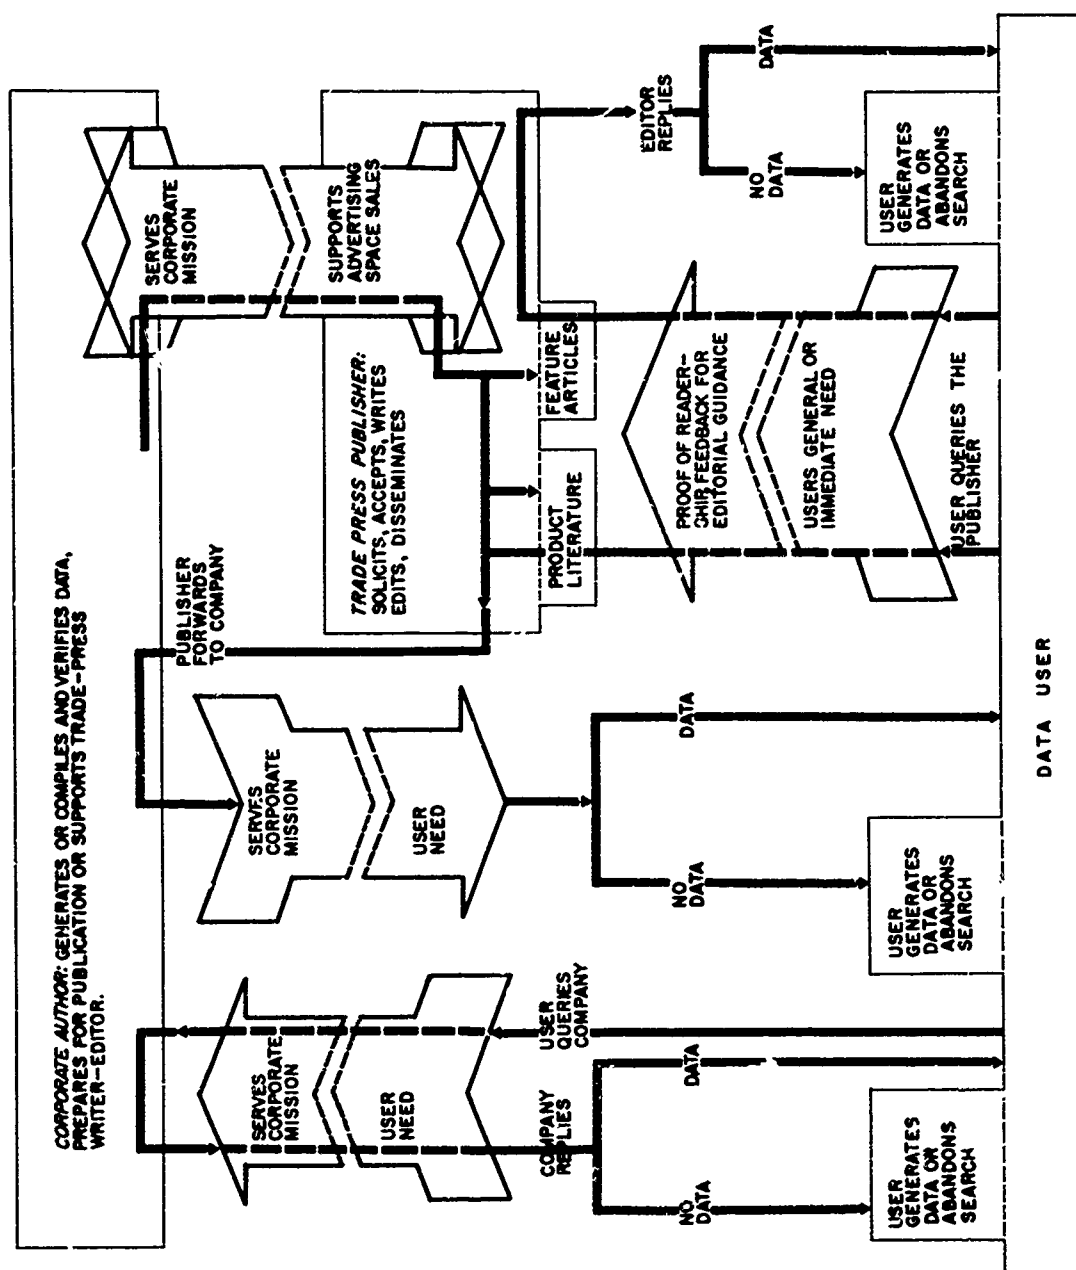 CORPORATE AUTHOR: GENERATES OR COMPILES AND VERIFIES DATA,
PREPARES FOR PUBLICATION OR SUPPORTS TRADE-PRESS
WRITER-EDITOR.
SERVES
CORPORATE
MISSION
USER
NEED
COMPANY
REPLIES
USER
QUERIES
COMPANY
NO
DATA
DATA
USER
GENERATES
DATA OR
ABANDONS
SEARCH
PUBLISHER
FORWARDS
TO COMPANY
SERVES
CORPORATE
MISSION
USER
NEED
NO
DATA
DATA
USER
GENERATES
DATA OR
ABANDONS
SEARCH
SERVES
CORPORATE
MISSION
SUPPORTS
ADVERTISING
SPACE SALES
TRADE PRESS PUBLISHER:
SOLICITS, ACCEPTS, WRITES
EDITS, DISSEMINATES
PRODUCT
LITERATURE
FEATURE
ARTICLES
PROOF OF READER-
SHIP, FEEDBACK FOR
EDITORIAL GUIDANCE
USERS GENERAL OR
IMMEDIATE NEED
USER QUERIES THE
PUBLISHER
EDITOR
REPLIES
NO
DATA
DATA
USER
GENERATES
DATA OR
ABANDONS
SEARCH
DATA USER